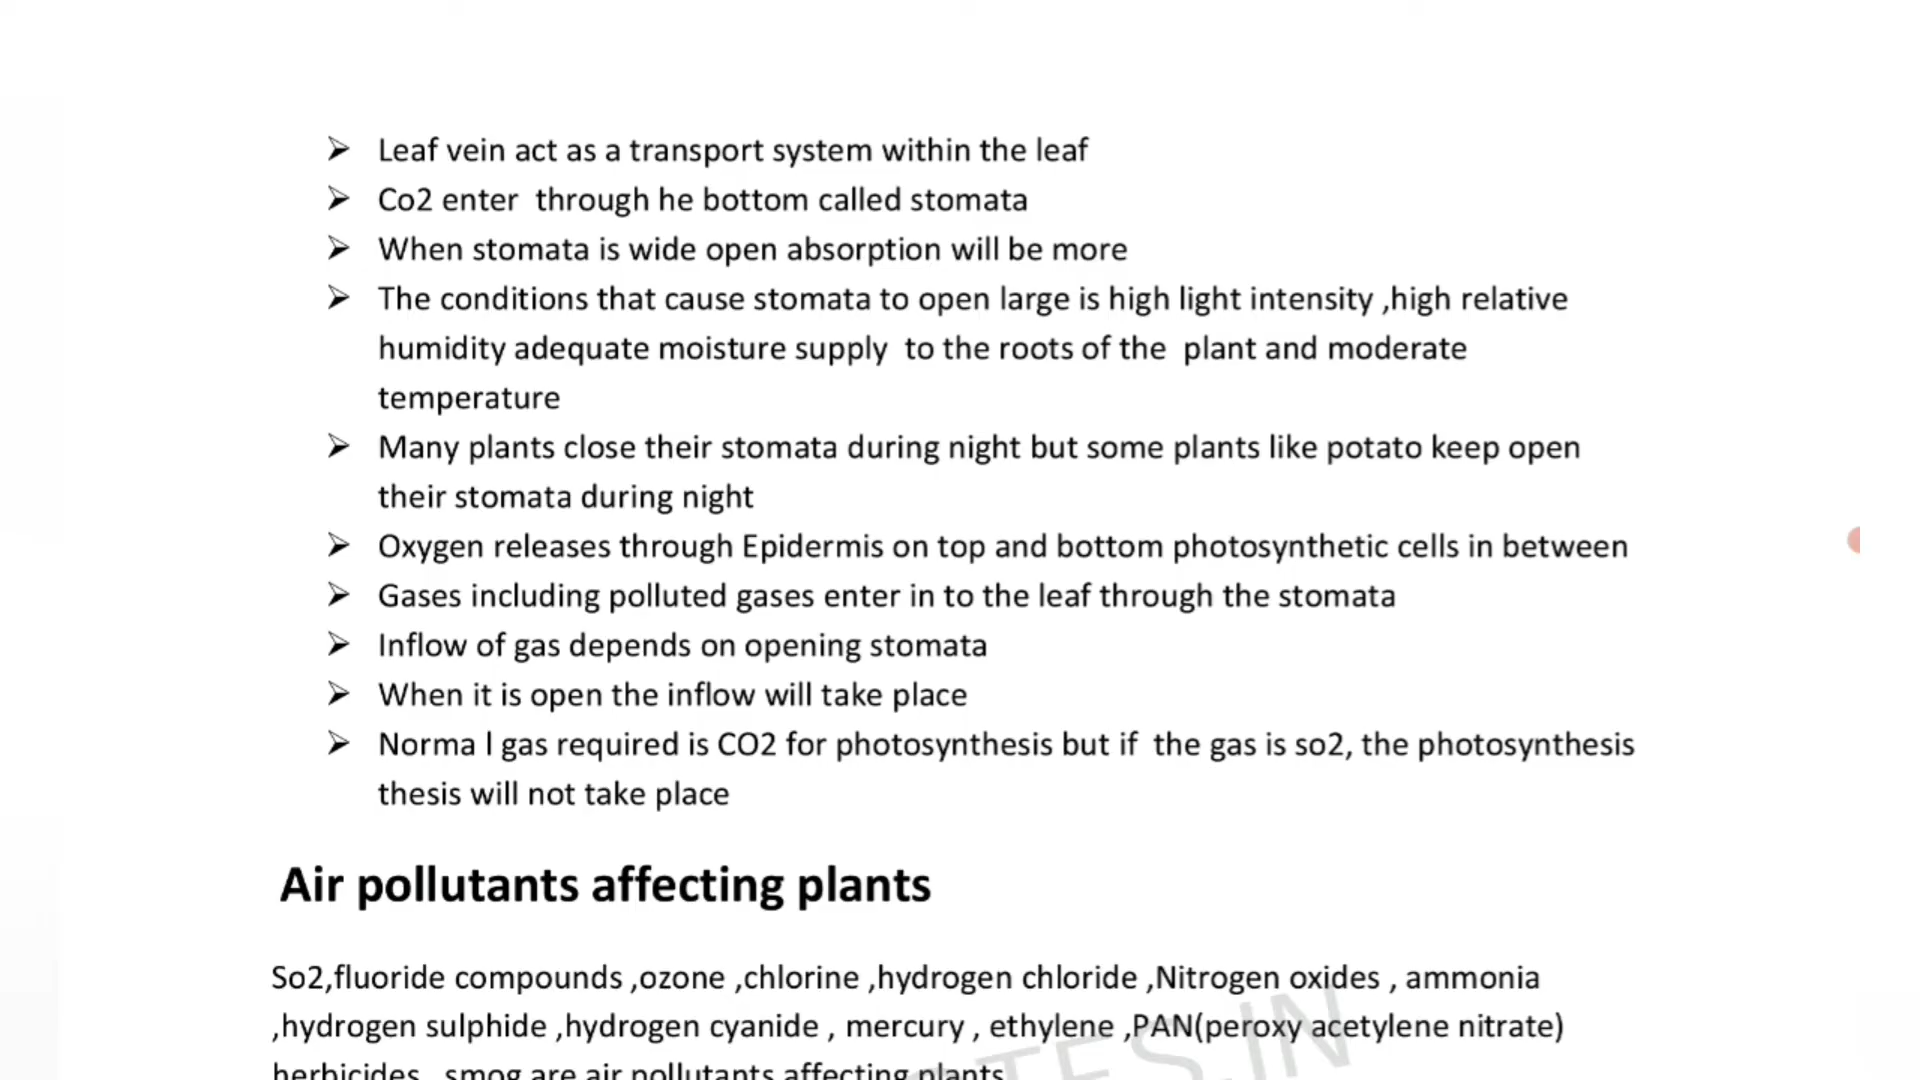 ➢ Leaf vein act as a transport system within the leaf
➢ Co2 enter  through he bottom called stomata
➢ When stomata is wide open absorption will be more
➢ The conditions that cause stomata to open large is high light intensity ,high relative
humidity adequate moisture supply  to the roots of the  plant and moderate
temperature
➢ Many plants close their stomata during night but some plants like potato keep open
their stomata during night
➢ Oxygen releases through Epidermis on top and bottom photosynthetic cells in between
➢ Gases including polluted gases enter in to the leaf through the stomata
➢ Inflow of gas depends on opening stomata
➢ When it is open the inflow will take place
➢ Norma l gas required is CO2 for photosynthesis but if  the gas is so2, the photosynthesis
thesis will not take place
Air pollutants affecting plants
So2,fluoride compounds ,ozone ,chlorine ,hydrogen chloride ,Nitrogen oxides , ammonia
,hydrogen sulphide ,hydrogen cyanide , mercury , ethylene ,PAN(peroxy acetylene nitrate)
herbicides , smog are air pollutants affecting plants